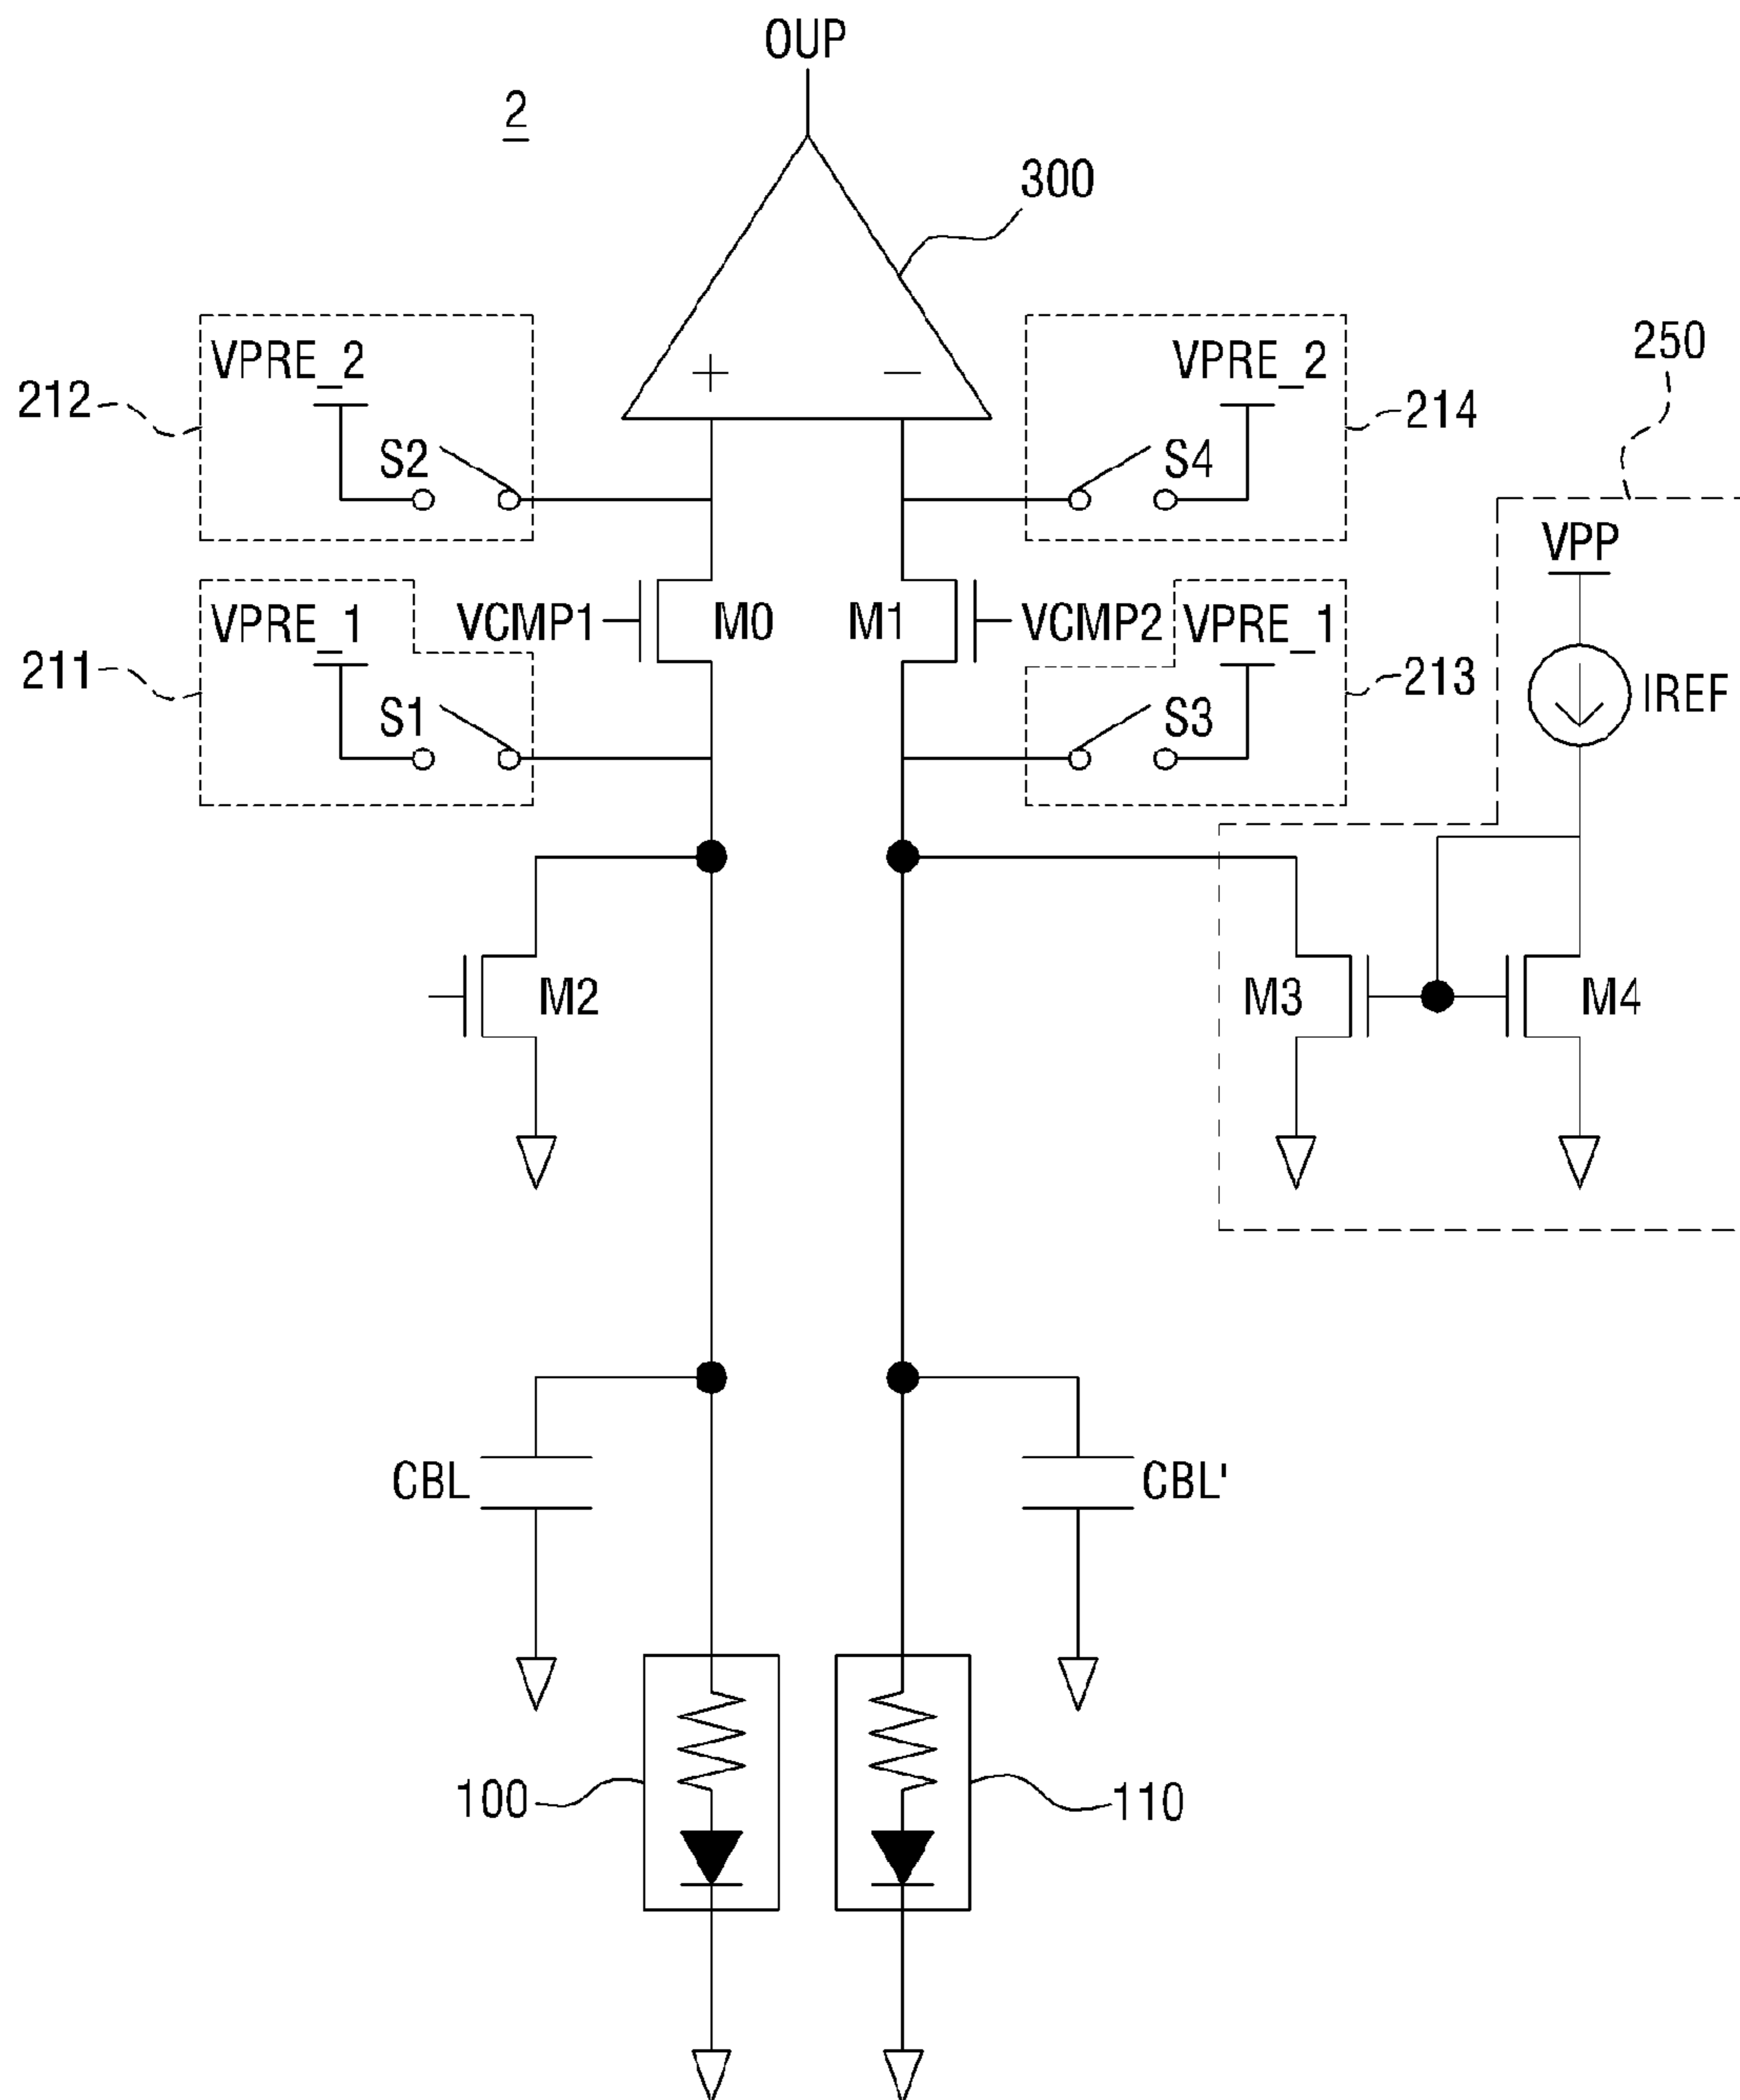 OUP
2
300
VPRE_2
VPRE_2
250
212
214
S2
S4
VPP
VPRE_1
VCMP1
M0
M1
VCMP2
VPRE_1
211
213
IREF
S1
S3
M2
M3
M4
CBL
CBL'
100
110
+
−